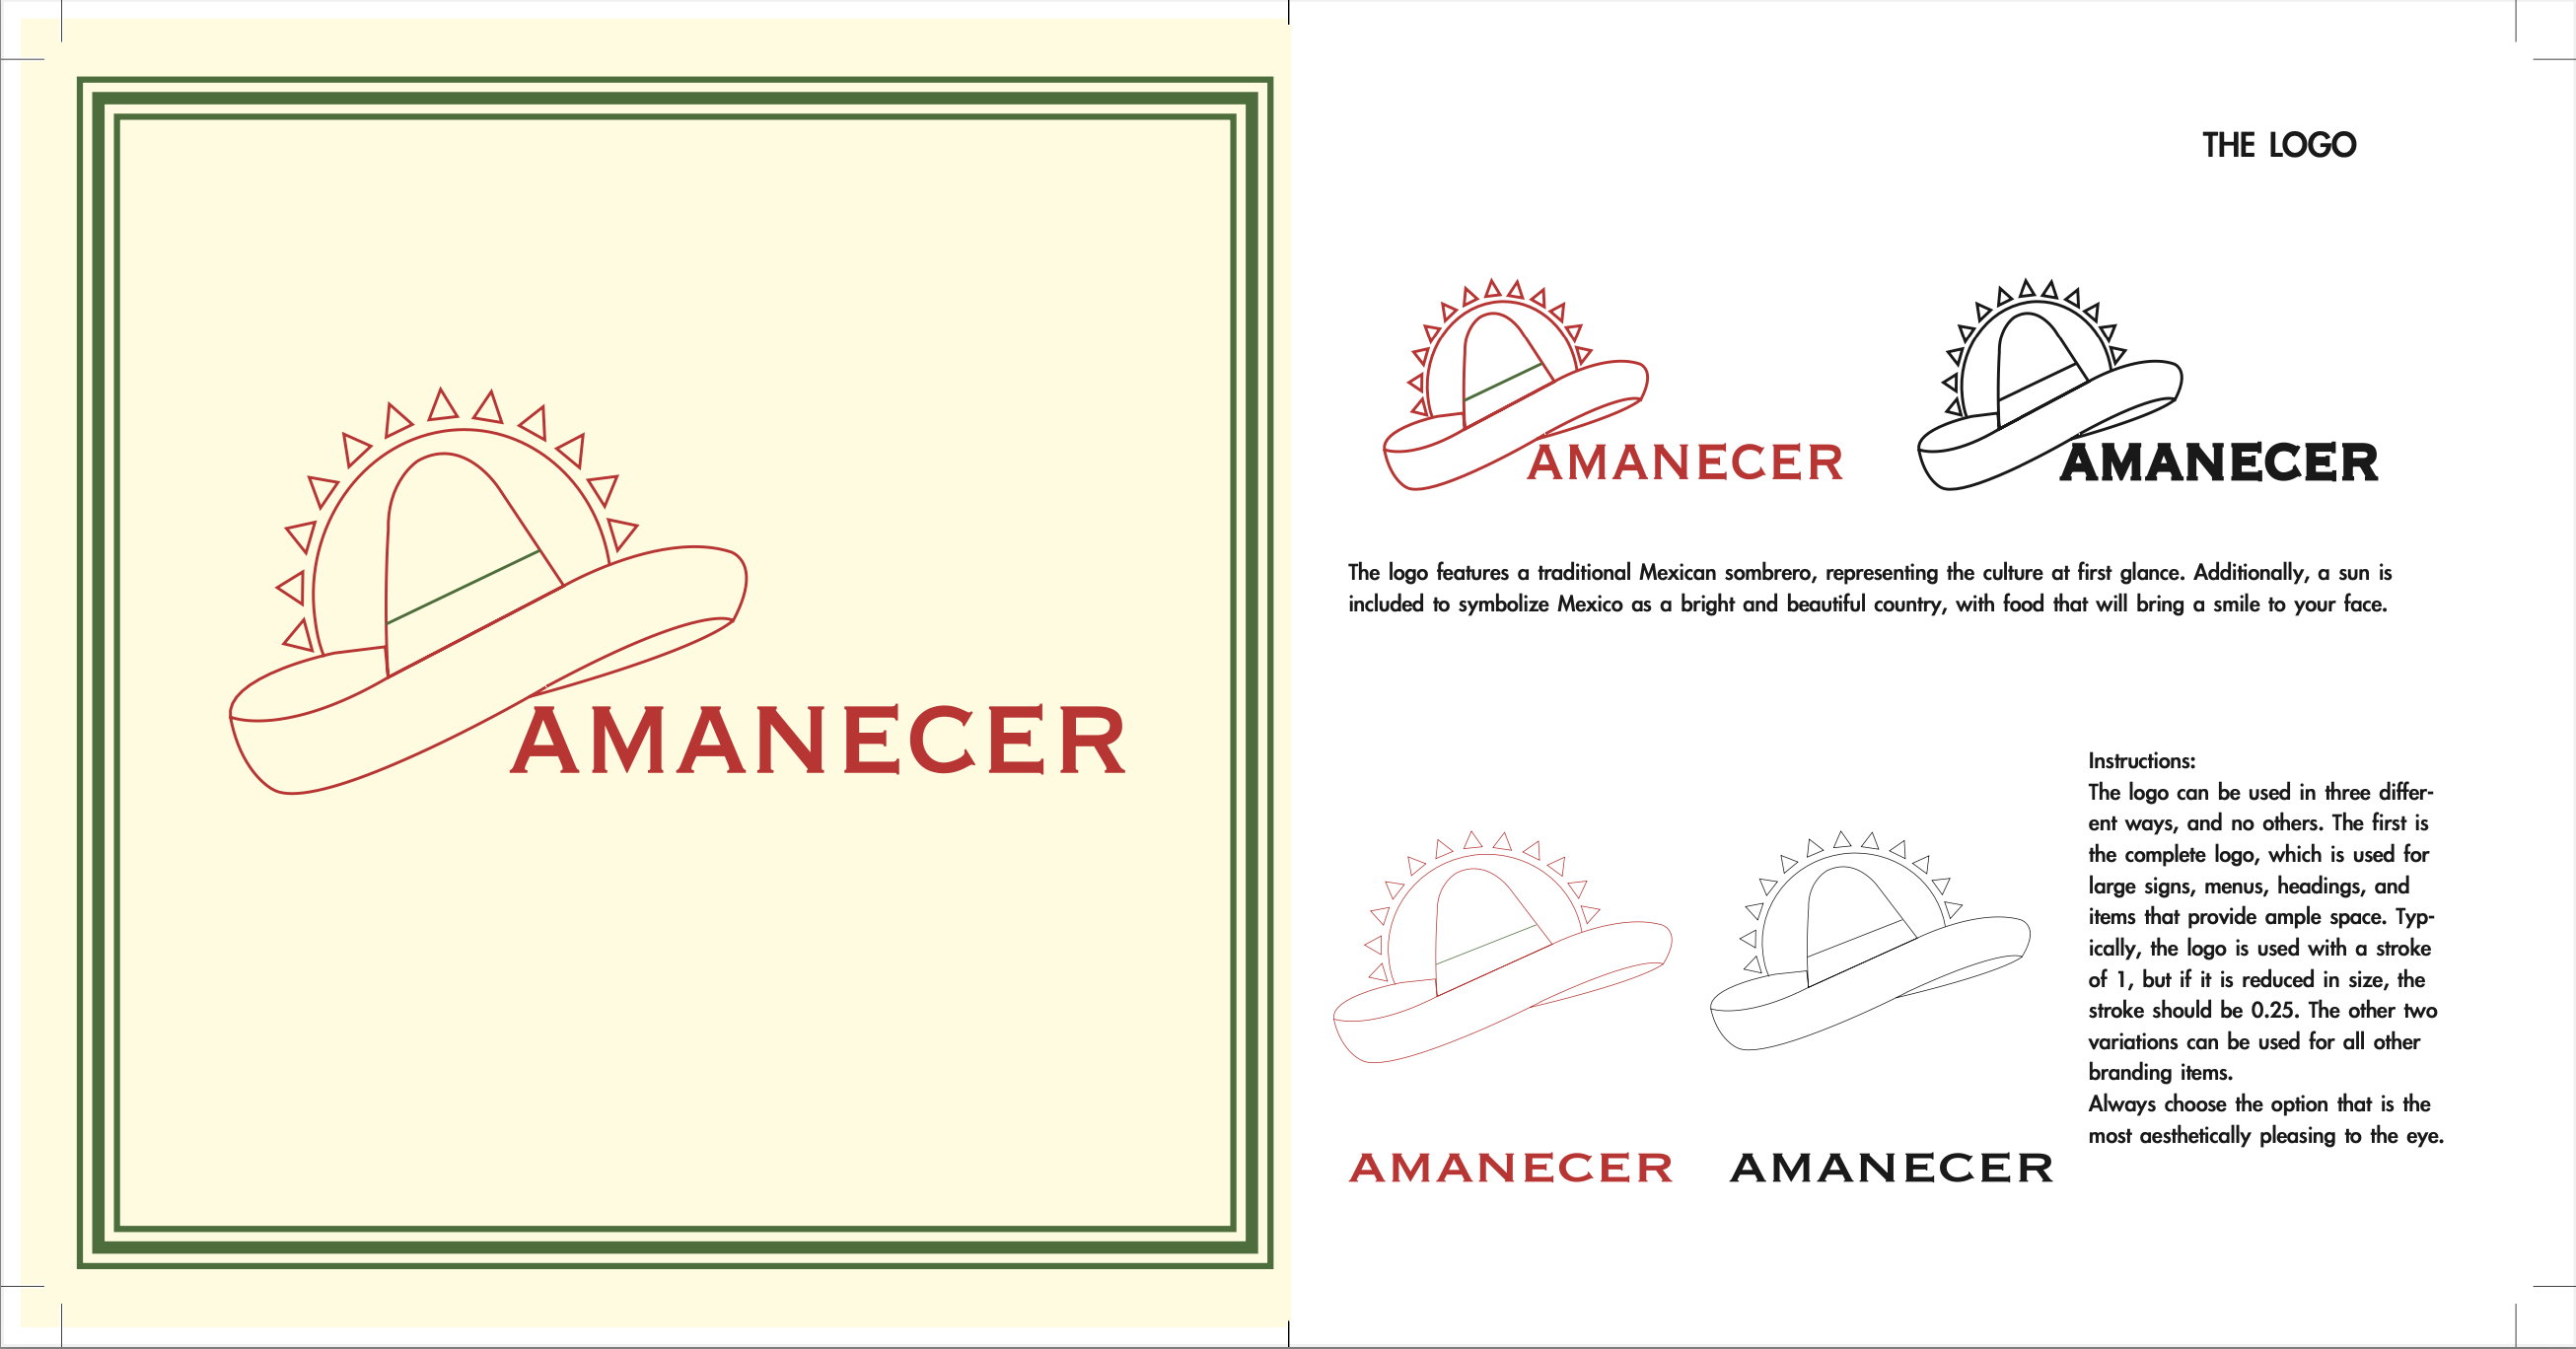 AMANECER
THE LOGO
AMANECER
AMANECER
The logo features a traditional Mexican sombrero, representing the culture at first glance. Additionally, a sun is
included to symbolize Mexico as a bright and beautiful country, with food that will bring a smile to your face.
Instructions:
The logo can be used in three differ-
ent ways, and no others. The first is
the complete logo, which is used for
large signs, menus, headings, and
items that provide ample space. Typ-
ically, the logo is used with a stroke
of 1, but if it is reduced in size, the
stroke should be 0.25. The other two
variations can be used for all other
branding items.
Always choose the option that is the
most aesthetically pleasing to the eye.
AMANECER
AMANECER